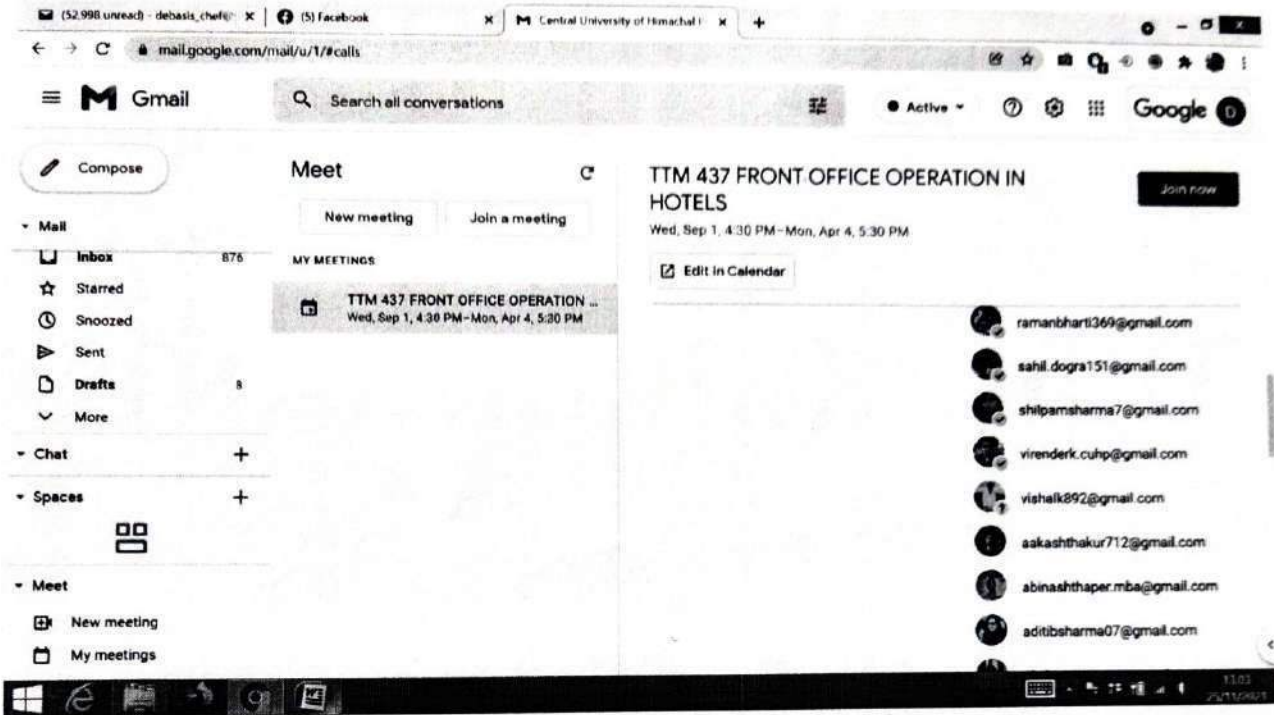 (52,998 unread) - debasis_chef@
(5) Facebook
Central University of Himachal P
mail.google.com/mail/u/1/#calls
Gmail
Search all conversations
Active
Google
D
Compose
Mail
Inbox 876
Starred
Snoozed
Sent
Drafts 8
More
Chat
Spaces
Meet
New meeting
My meetings
Meet
New meeting
Join a meeting
MY MEETINGS
TTM 437 FRONT OFFICE OPERATION ...
Wed, Sep 1, 4:30 PM–Mon, Apr 4, 5:30 PM
TTM 437 FRONT OFFICE OPERATION IN
HOTELS
Wed, Sep 1, 4:30 PM–Mon, Apr 4, 5:30 PM
Join now
Edit in Calendar
ramanbharti369@gmail.com
sahil.dogra151@gmail.com
shilpamsharma7@gmail.com
virenderk.cuhp@gmail.com
vishalk892@gmail.com
aakashthakur712@gmail.com
abinashthaper.mba@gmail.com
aditibsharma07@gmail.com
25/11/2021